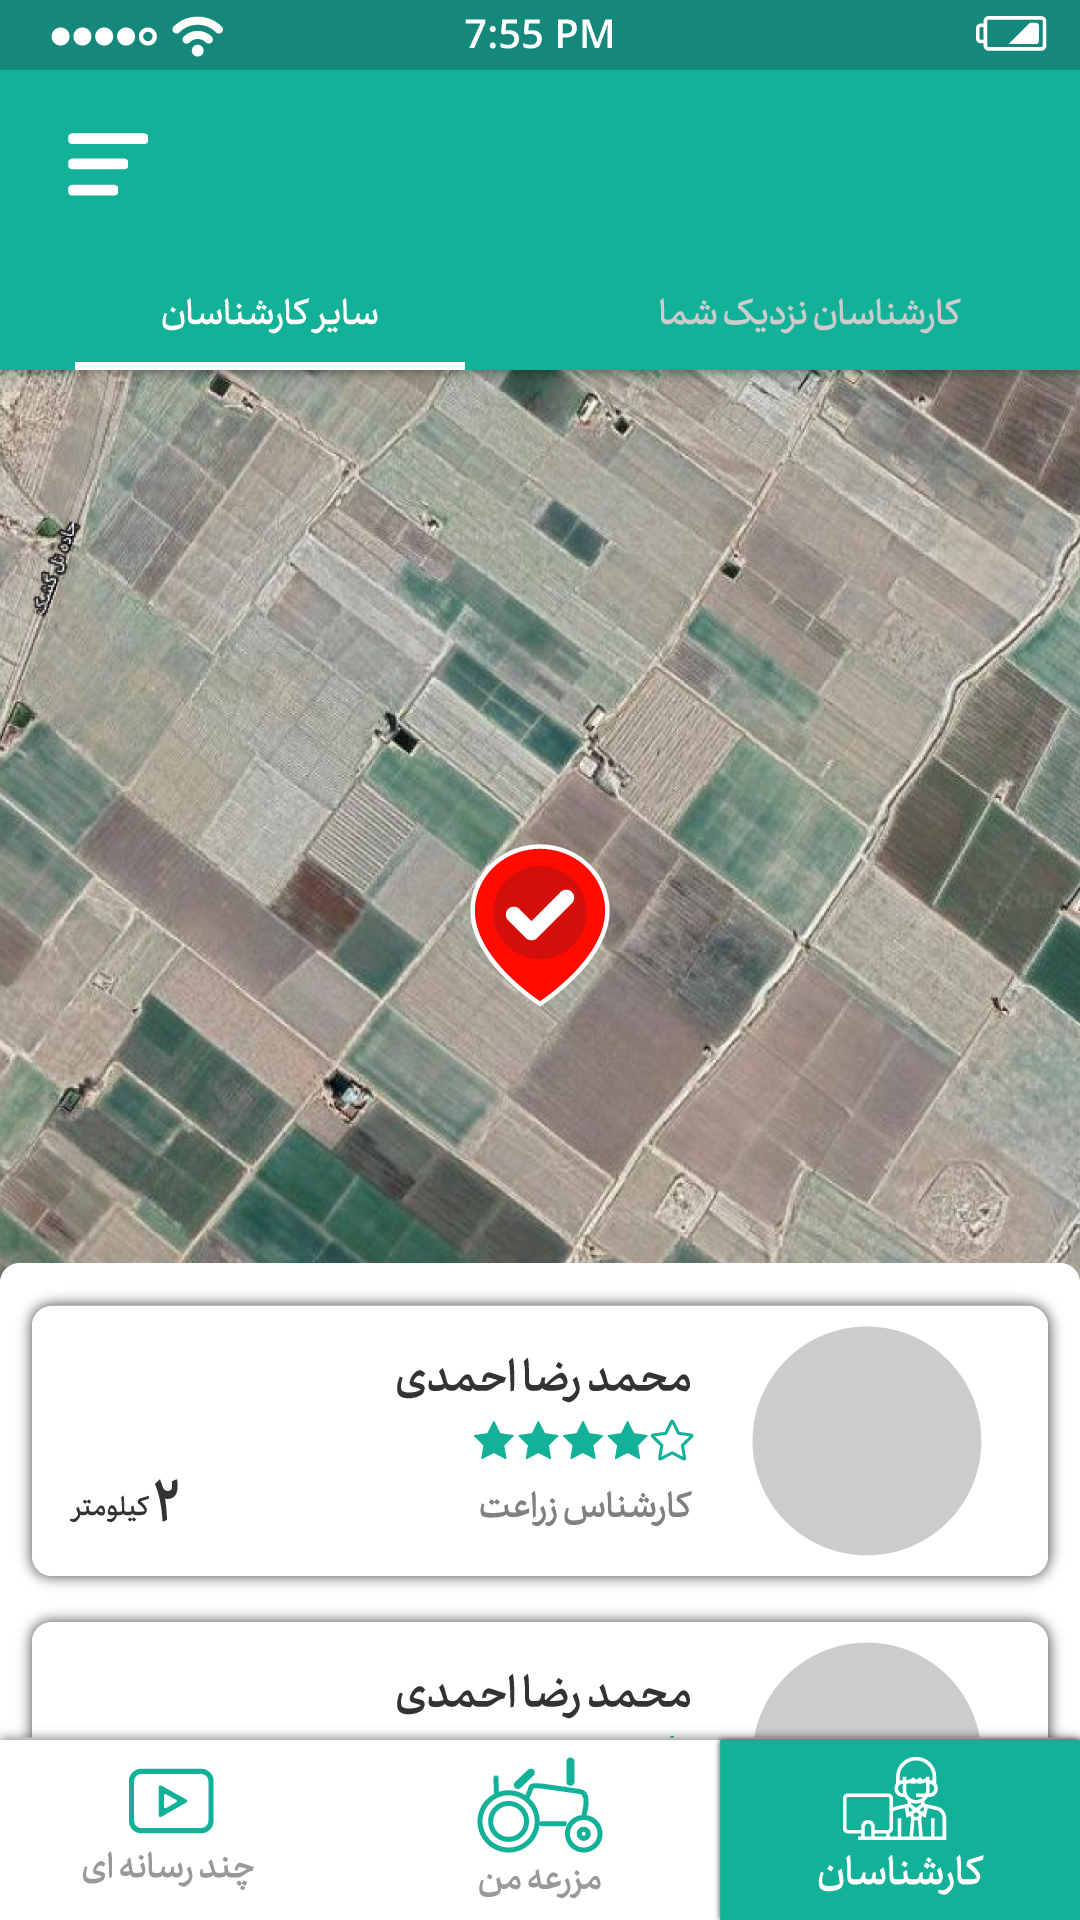 7:55 PM
کارشناسان نزدیک شما
سایر کارشناسان
جاده تل کشک
محمد رضا احمدی
کارشناس زراعت
۲ کیلومتر
محمد رضا احمدی
کارشناسان
مزرعه من
چند رسانه ای